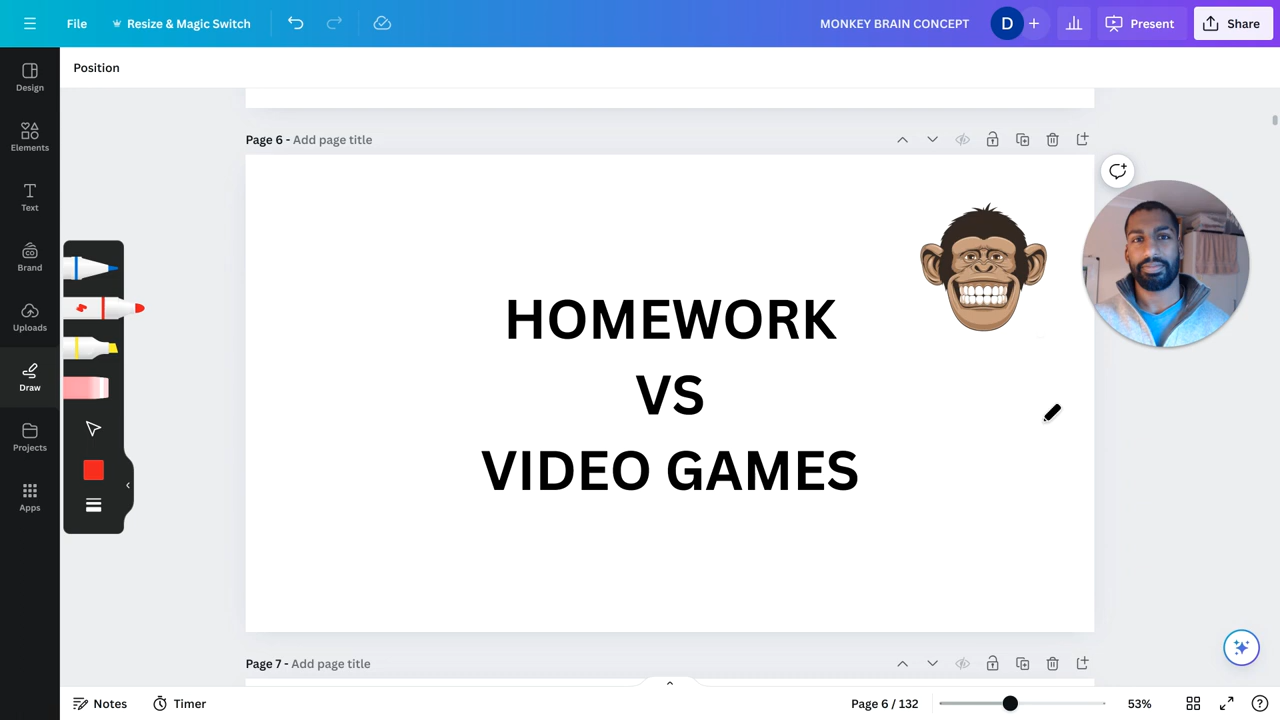 File
Resize & Magic Switch
MONKEY BRAIN CONCEPT
D
Present
Share
Position
Design
Elements
Text
Brand
Uploads
Draw
Projects
Apps
Page 6 - Add page title
HOMEWORK
VS
VIDEO GAMES
Page 7 - Add page title
Notes
Timer
Page 6 / 132
53%